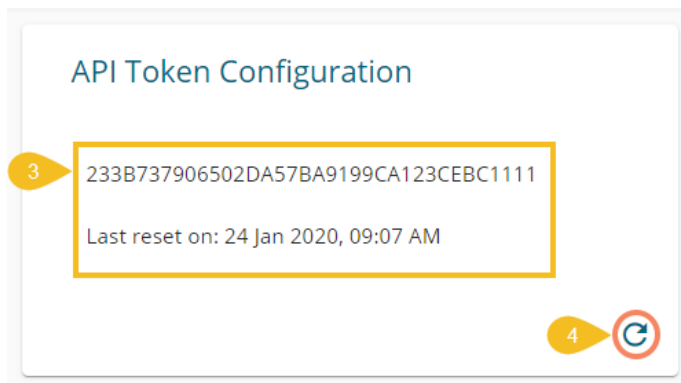 API Token Configuration
3
233B737906502DA57BA9199CA123CEBC1111
Last reset on: 24 Jan 2020, 09:07 AM
4